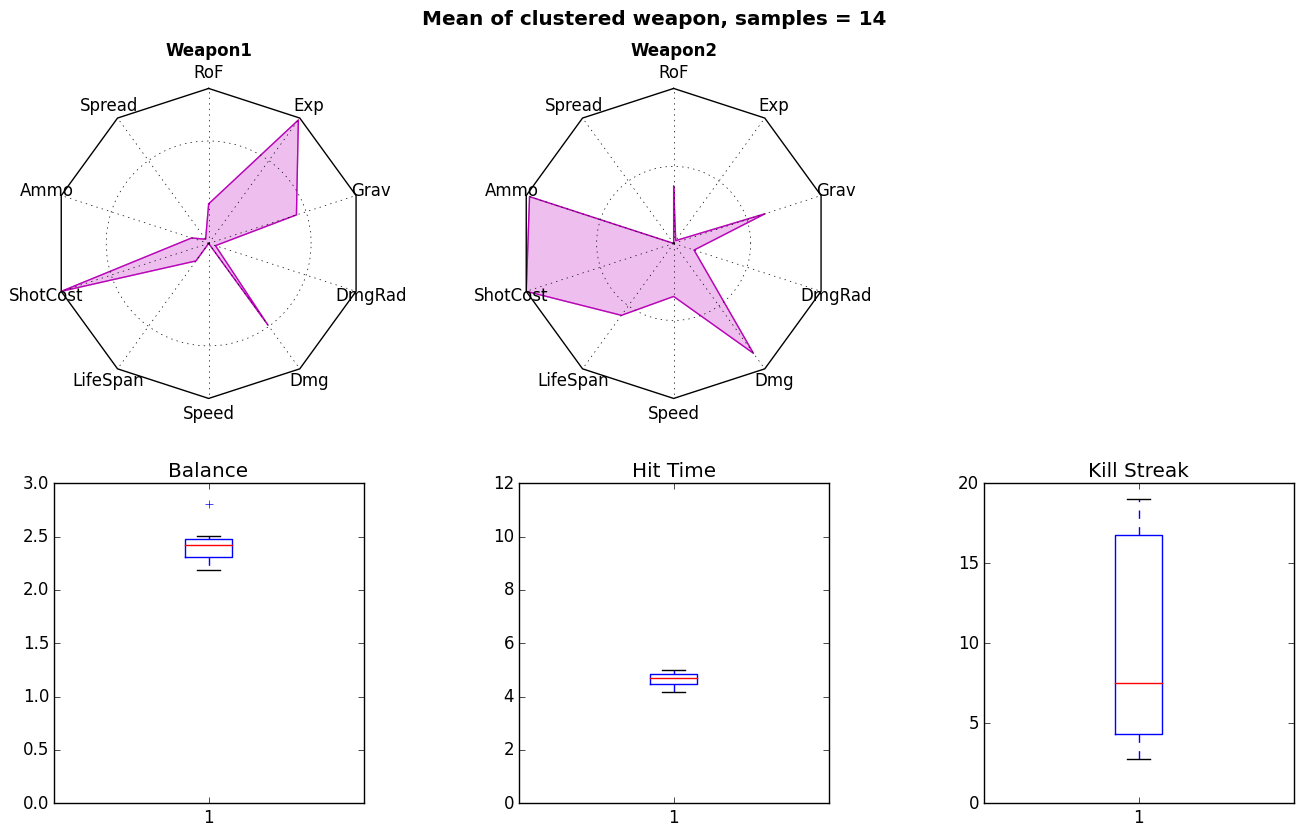 Mean of clustered weapon, samples = 14
Weapon1
RoF
Spread
Exp
Ammo
Grav
ShotCost
DmgRad
LifeSpan
Dmg
Speed
Weapon2
RoF
Spread
Exp
Ammo
Grav
ShotCost
DmgRad
LifeSpan
Dmg
Speed
Balance
3.0
2.5
2.0
1.5
1.0
0.5
0.0
1
Hit Time
12
10
8
6
4
2
0
1
Kill Streak
20
15
10
5
0
1